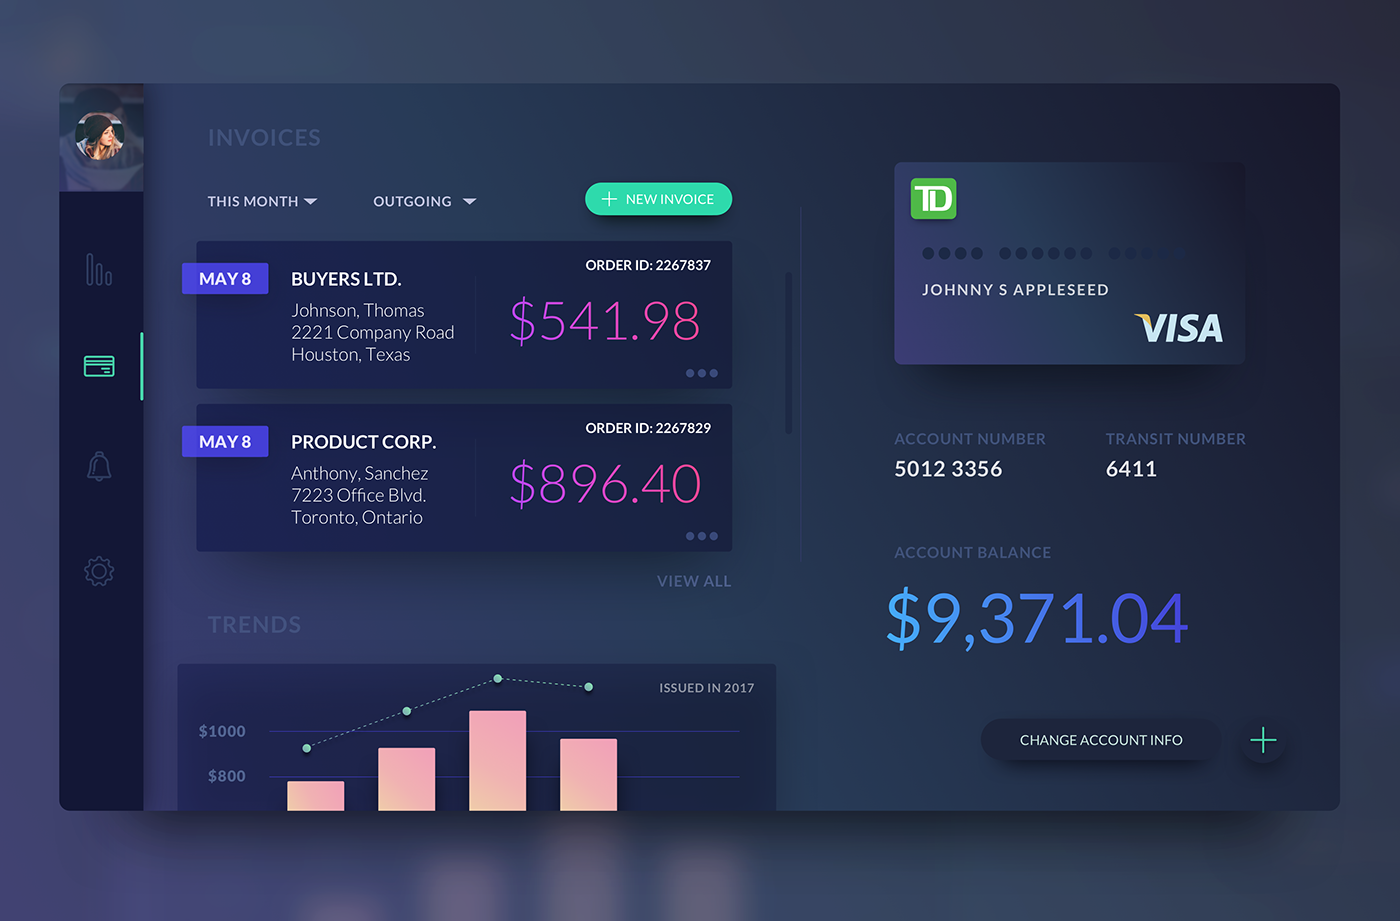 INVOICES
THIS MONTH
OUTGOING
NEW INVOICE
MAY 8
BUYERS LTD.
Johnson, Thomas
2221 Company Road
Houston, Texas
ORDER ID: 2267837
$541.98
MAY 8
PRODUCT CORP.
Anthony, Sanchez
7223 Office Blvd.
Toronto, Ontario
ORDER ID: 2267829
$896.40
VIEW ALL
TRENDS
ISSUED IN 2017
$1000
$800
TD
JOHNNY S APPLESEED
VISA
ACCOUNT NUMBER
5012 3356
TRANSIT NUMBER
6411
ACCOUNT BALANCE
$9,371.04
CHANGE ACCOUNT INFO